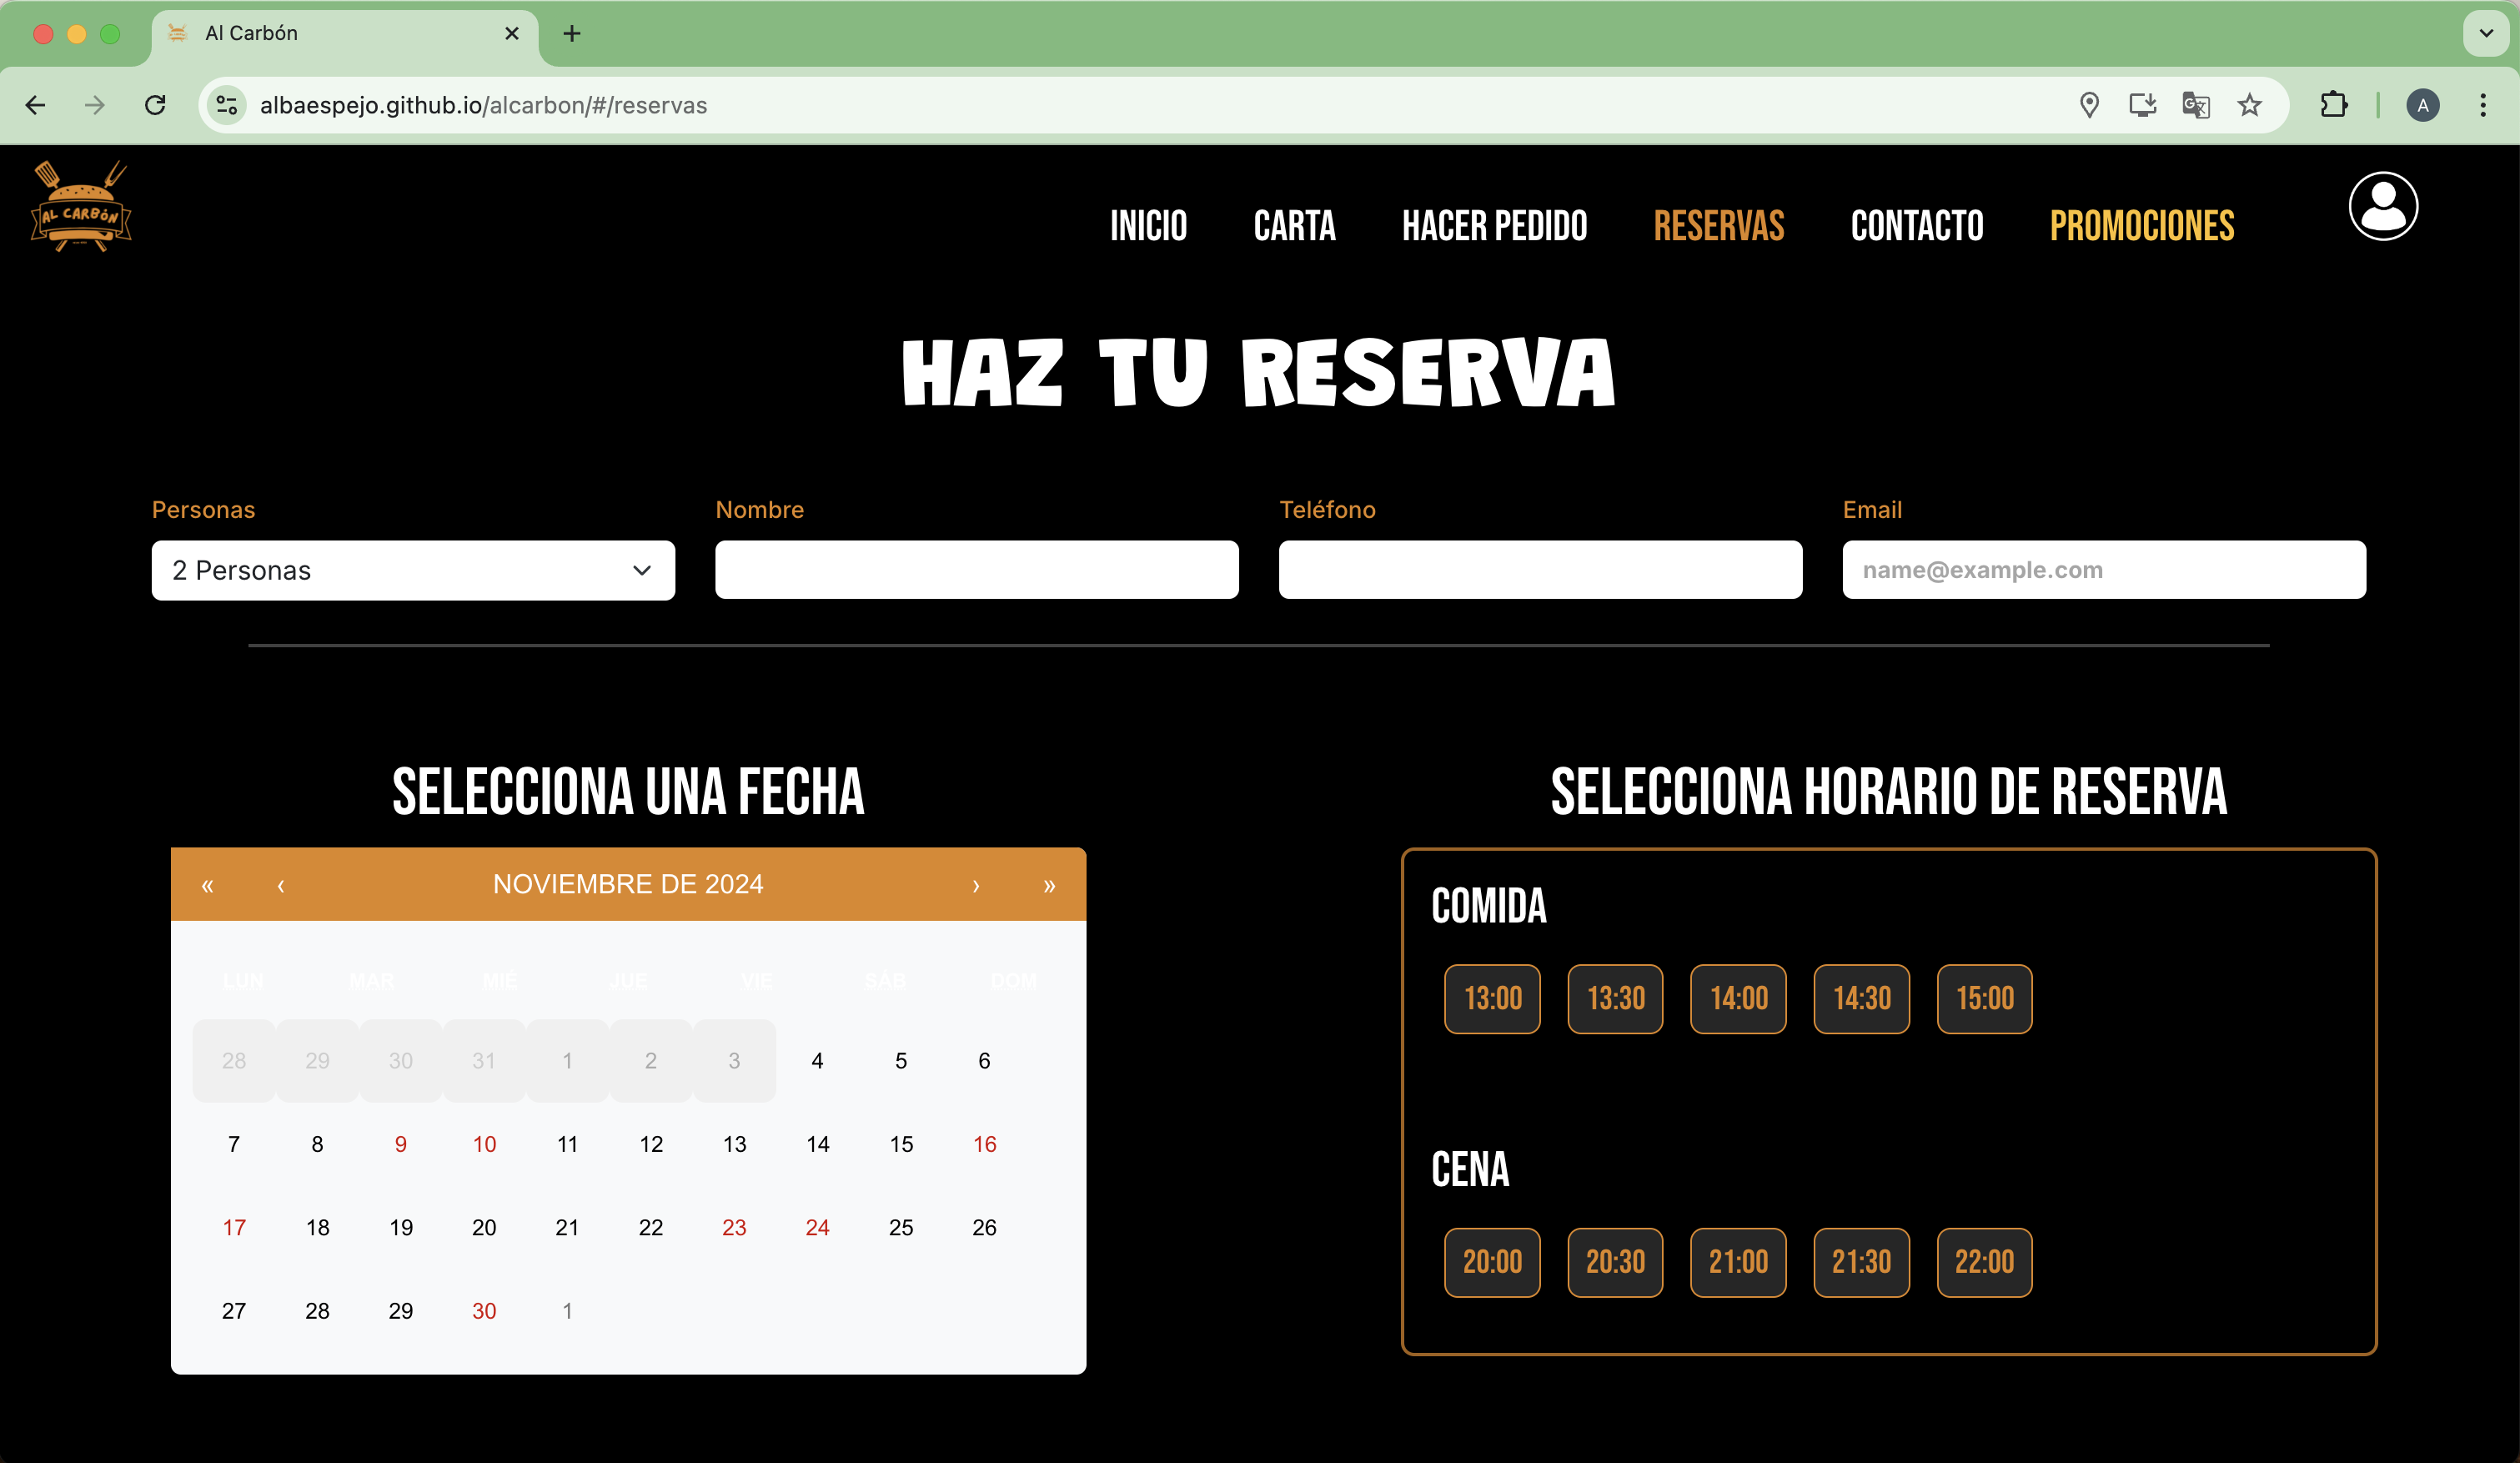 Al Carbón
albaespejo.github.io/alcarbon/#/reservas
A
AL CARBÓN
INICIO CARTA HACER PEDIDO RESERVAS CONTACTO PROMOCIONES
HAZ TU RESERVA
Personas Nombre Teléfono Email
2 Personas name@example.com
SELECCIONA UNA FECHA
« ‹ NOVIEMBRE DE 2024 › »
LUN MAR MIÉ JUE VIE SÁB DOM
28 29 30 31 1 2 3 4 5 6
7 8 9 10 11 12 13 14 15 16
17 18 19 20 21 22 23 24 25 26
27 28 29 30 1
SELECCIONA HORARIO DE RESERVA
COMIDA
13:00 13:30 14:00 14:30 15:00
CENA
20:00 20:30 21:00 21:30 22:00